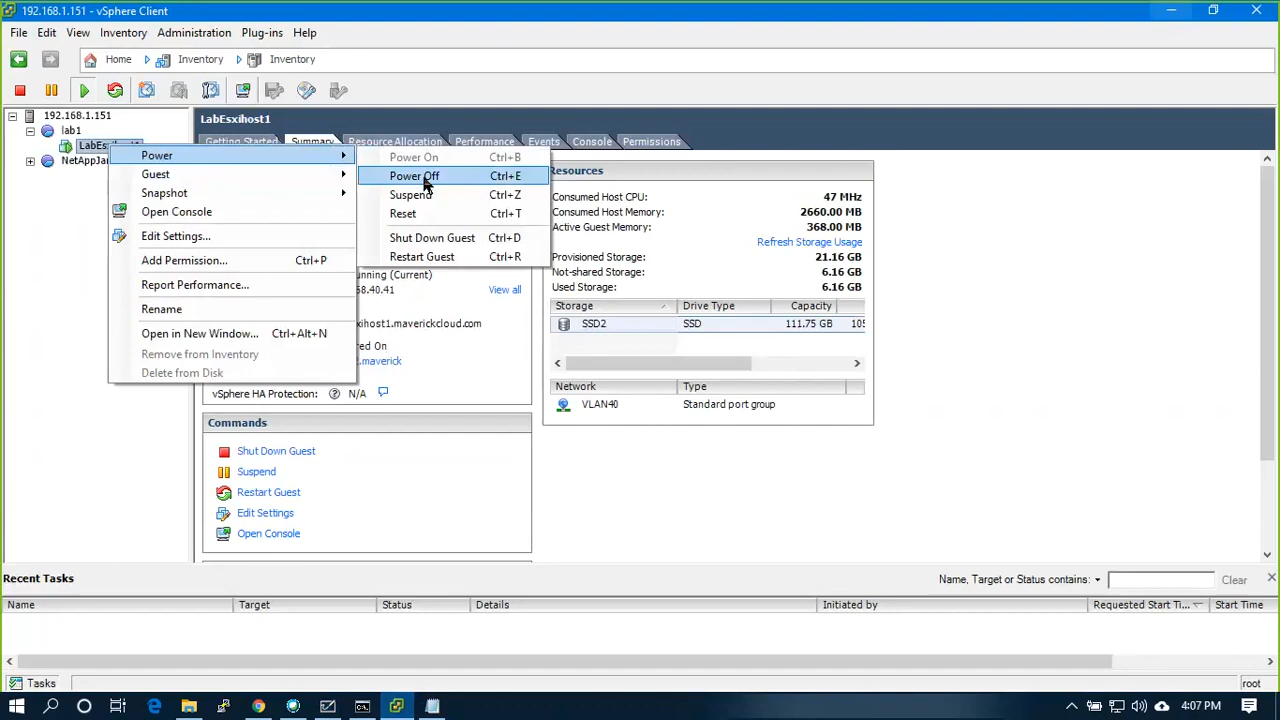 192.168.1.151 - vSphere Client
File Edit View Inventory Administration Plug-ins Help
Home Inventory Inventory
192.168.1.151
lab1
LabEsxihost1
NetAppJa
LabEsxihost1
Getting Started Summary Resource Allocation Performance Events Console Permissions
Power
Guest
Snapshot
Open Console
Edit Settings...
Add Permission... Ctrl+P
Report Performance...
Rename
Open in New Window... Ctrl+Alt+N
Remove from Inventory
Delete from Disk
Power On Ctrl+B
Power Off Ctrl+E
Suspend Ctrl+Z
Reset Ctrl+T
Shut Down Guest Ctrl+D
Restart Guest Ctrl+R
unning (Current)
68.40.41 View all
xihost1.maverickcloud.com
red On
.maverick
vSphere HA Protection: N/A
Commands
Shut Down Guest
Suspend
Restart Guest
Edit Settings
Open Console
Resources
Consumed Host CPU: 47 MHz
Consumed Host Memory: 2660.00 MB
Active Guest Memory: 368.00 MB
Refresh Storage Usage
Provisioned Storage: 21.16 GB
Not-shared Storage: 6.16 GB
Used Storage: 6.16 GB
Storage Drive Type Capacity
SSD2 SSD 111.75 GB 105
Network Type
VLAN40 Standard port group
Recent Tasks Name, Target or Status contains: Clear
Name Target Status Details Initiated by Requested Start Ti... Start Time
Tasks root
4:07 PM